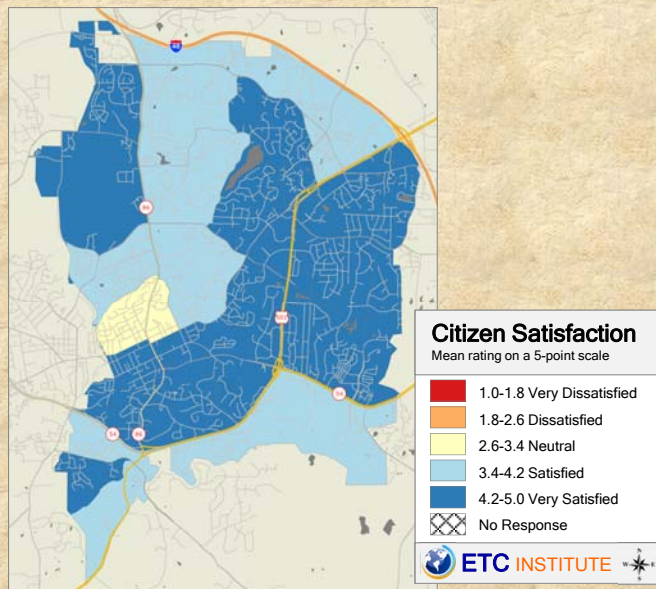 40
86
501
54
54
86
Citizen Satisfaction
Mean rating on a 5-point scale
1.0-1.8 Very Dissatisfied
1.8-2.6 Dissatisfied
2.6-3.4 Neutral
3.4-4.2 Satisfied
4.2-5.0 Very Satisfied
No Response
ETC INSTITUTE
N
W E
S